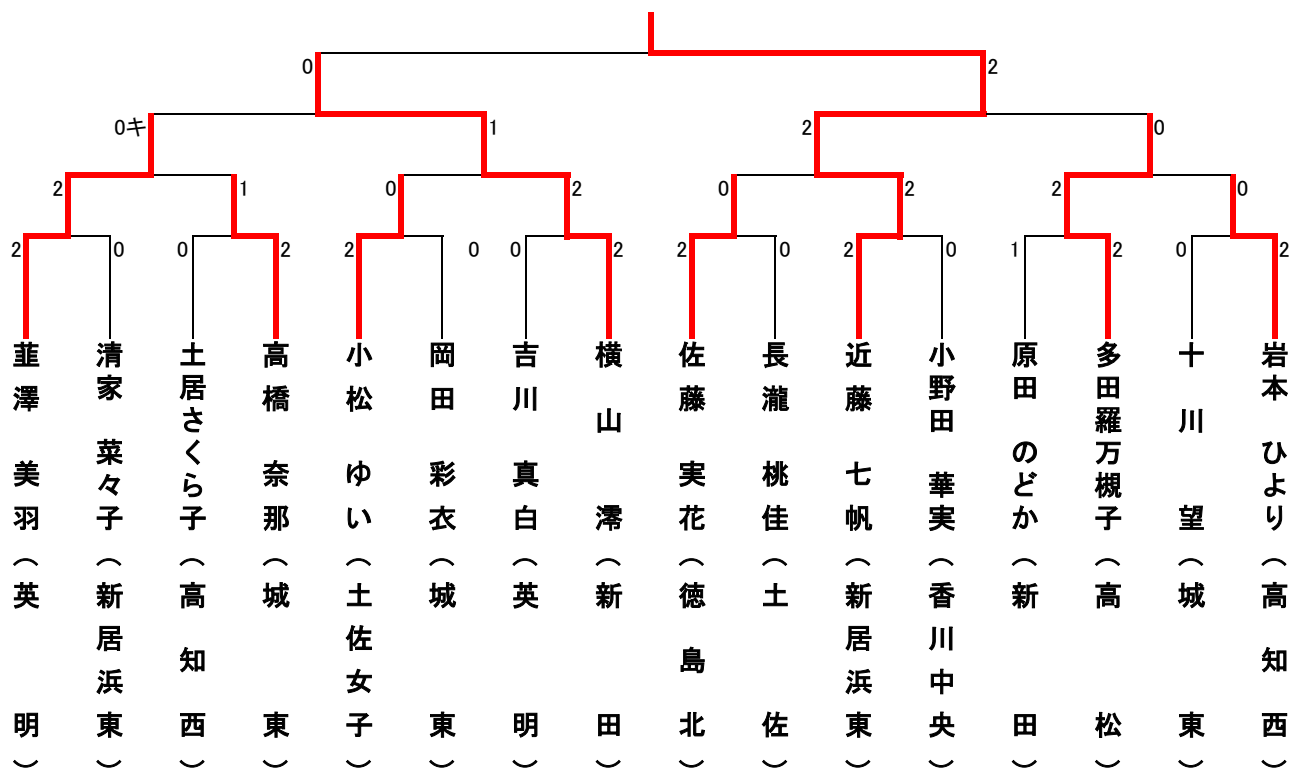 0 2
0キ 1 2 0
2 1 0 2 0 2 2 0
2 0 0 2 2 0 0 2 2 0 2 0 1 2 0 2
韮澤 美羽（英明）
清家 菜々子（新居浜東）
土居さくら子（高知西）
高橋 奈那（城東）
小松 ゆい（土佐女子）
岡田 彩衣（城東）
吉川 真白（英明）
横山 澪（新田）
佐藤 実花（徳島北）
長瀧 桃佳（土佐）
近藤 七帆（新居浜東）
小野田 華実（香川中央）
原田 のどか（新田）
多田羅万槻子（高松）
十川 望（城東）
岩本 ひより（高知西）